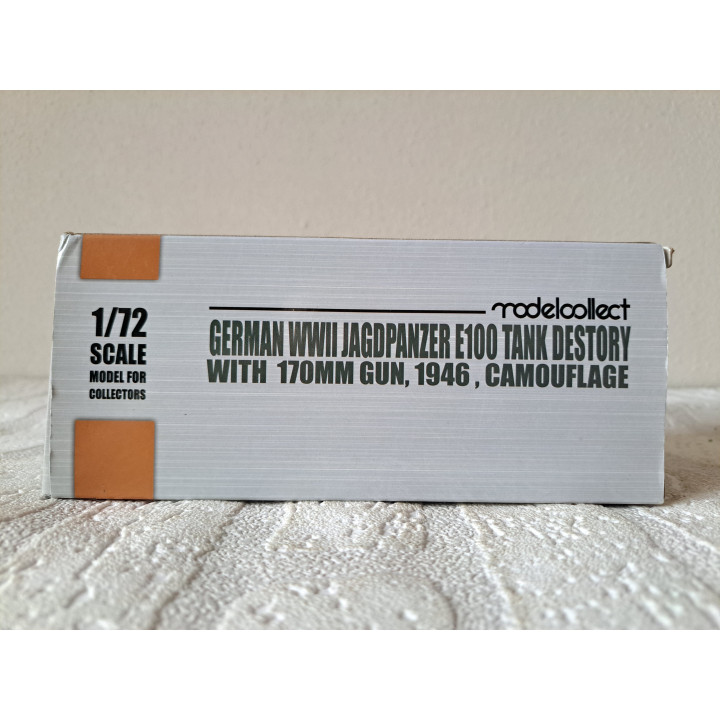 1/72
SCALE
MODEL FOR
COLLECTORS
modelcollect
GERMAN WWII JAGDPANZER E100 TANK DESTORY
WITH 170MM GUN, 1946 , CAMOUFLAGE